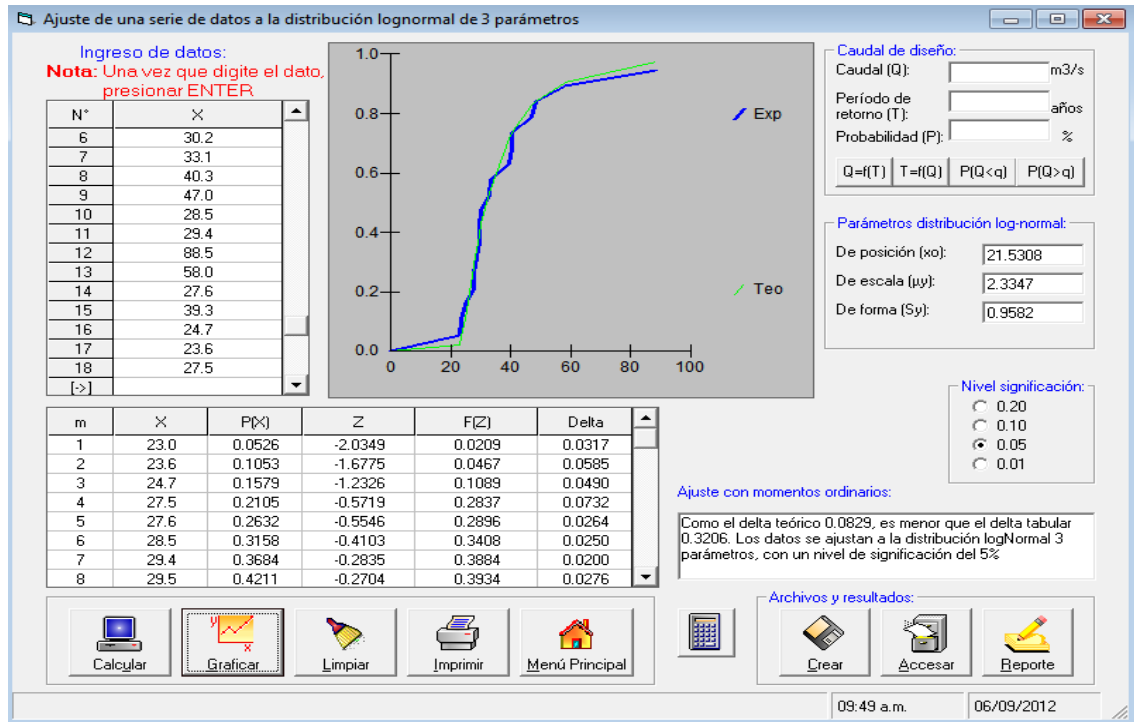 Ajuste de una serie de datos a la distribución lognormal de 3 parámetros
Ingreso de datos:
Nota: Una vez que digite el dato,
presionar ENTER
N° X
6 30.2
7 33.1
8 40.3
9 47.0
10 28.5
11 29.4
12 88.5
13 58.0
14 27.6
15 39.3
16 24.7
17 23.6
18 27.5
[->]
1.0
0.8
0.6
0.4
0.2
0.0
0 20 40 60 80 100
Exp
Teo
Caudal de diseño:
Caudal (Q): m3/s
Período de
retorno (T): años
Probabilidad (P): %
Q=f(T) T=f(Q) P(Q<q) P(Q>q)
Parámetros distribución log-normal:
De posición (xo): 21.5308
De escala (µy): 2.3347
De forma (Sy): 0.9582
Nivel significación:
0.20
0.10
0.05
0.01
m X P(X) Z F(Z) Delta
1 23.0 0.0526 -2.0349 0.0209 0.0317
2 23.6 0.1053 -1.6775 0.0467 0.0585
3 24.7 0.1579 -1.2326 0.1089 0.0490
4 27.5 0.2105 -0.5719 0.2837 0.0732
5 27.6 0.2632 -0.5546 0.2896 0.0264
6 28.5 0.3158 -0.4103 0.3408 0.0250
7 29.4 0.3684 -0.2835 0.3884 0.0200
8 29.5 0.4211 -0.2704 0.3934 0.0276
Ajuste con momentos ordinarios:
Como el delta teórico 0.0829, es menor que el delta tabular
0.3206. Los datos se ajustan a la distribución logNormal 3
parámetros, con un nivel de significación del 5%
Calcular Graficar Limpiar Imprimir Menú Principal
Archivos y resultados:
Crear Accesar Reporte
09:49 a.m. 06/09/2012